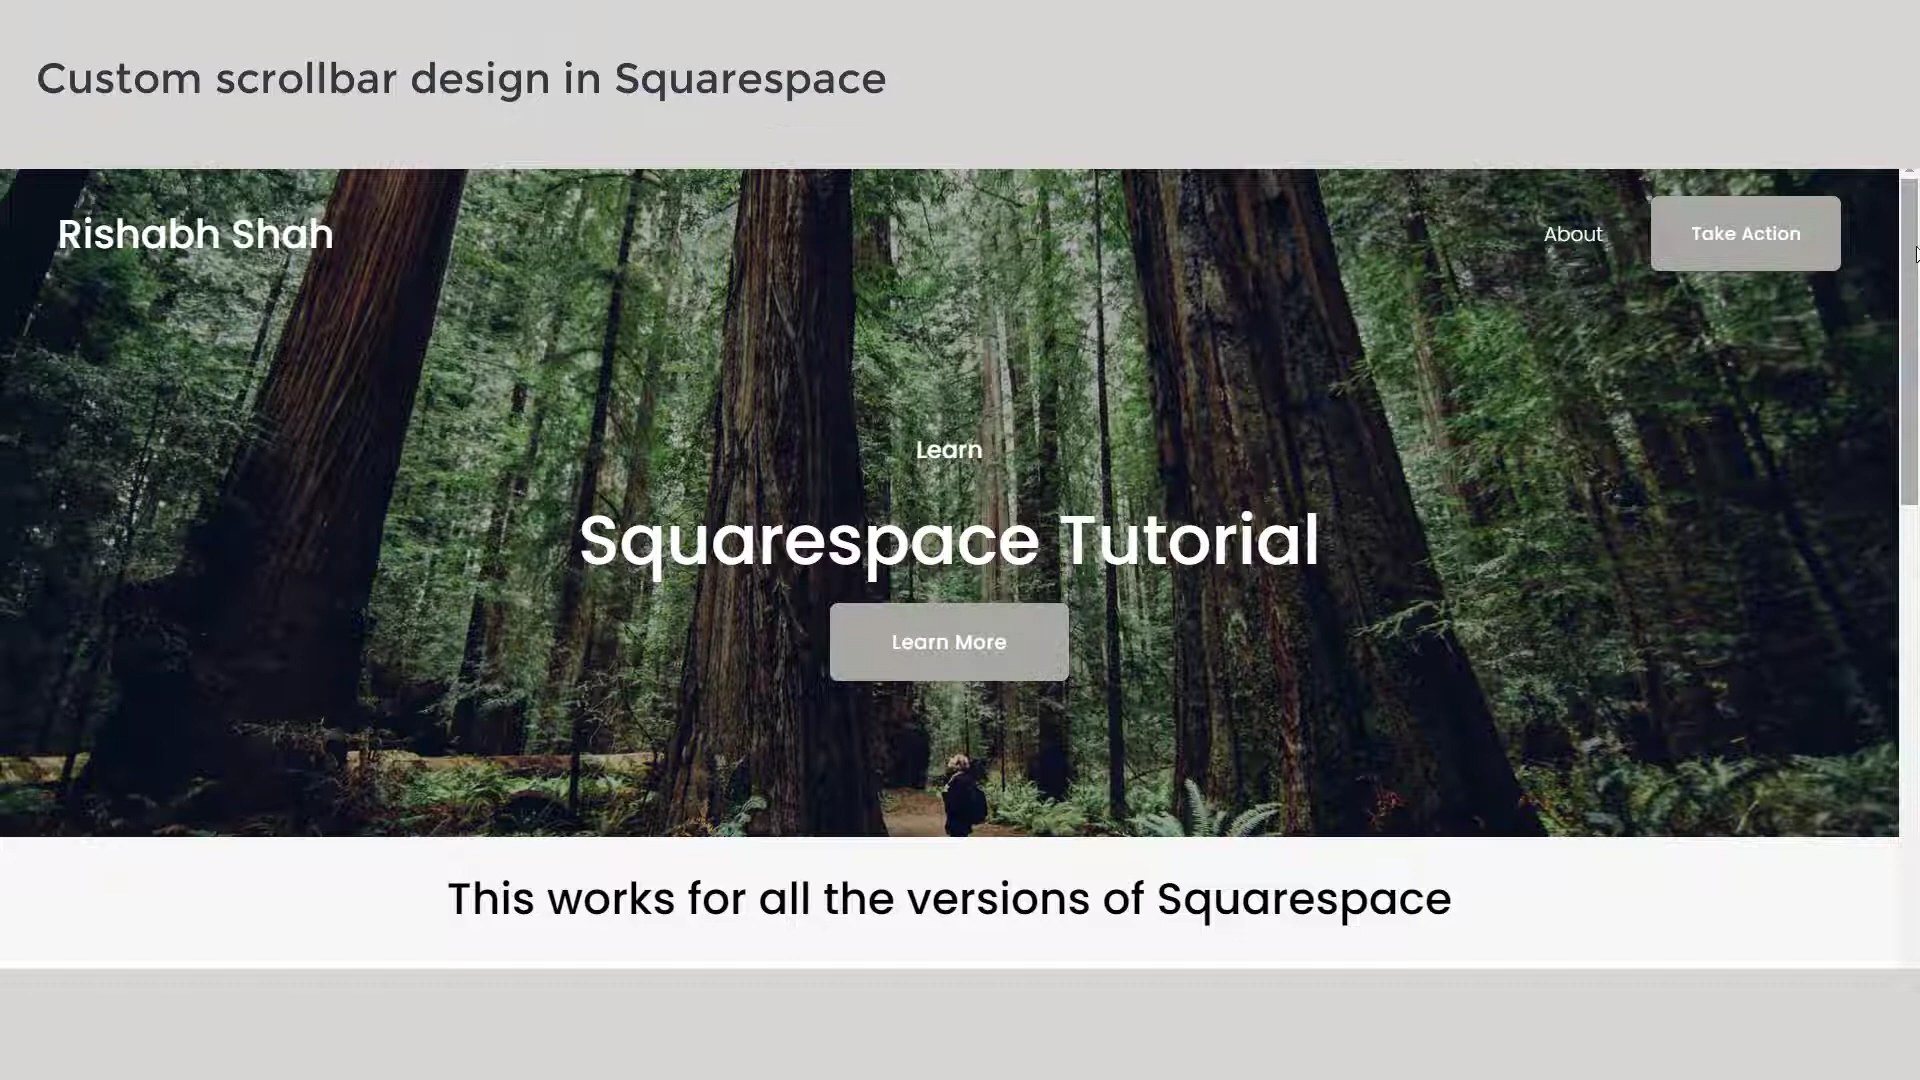 Custom scrollbar design in Squarespace
Rishabh Shah
About
Take Action
Learn
Squarespace Tutorial
Learn More
This works for all the versions of Squarespace